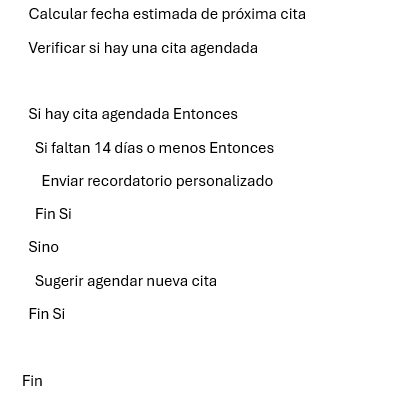 Calcular fecha estimada de próxima cita
Verificar si hay una cita agendada
Si hay cita agendada Entonces
Si faltan 14 días o menos Entonces
Enviar recordatorio personalizado
Fin Si
Sino
Sugerir agendar nueva cita
Fin Si
Fin